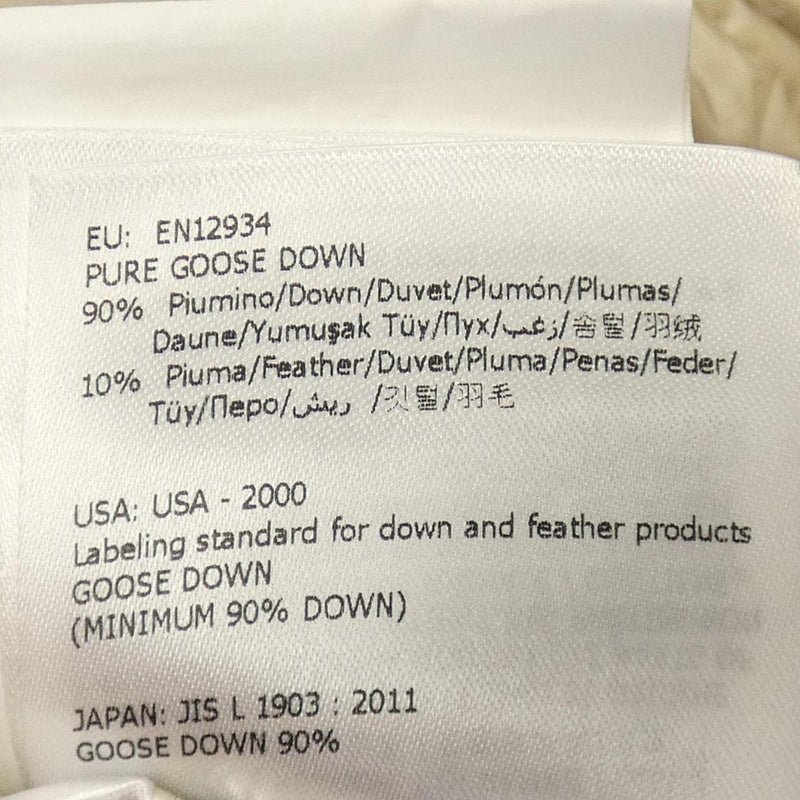 EU: EN12934
PURE GOOSE DOWN
90% Piumino/Down/Duvet/Plumón/Plumas/
Daune/Yumuşak Tüy/Пух/زغب/솜털/羽绒
10% Piuma/Feather/Duvet/Pluma/Penas/Feder/
Tüy/Перо/ريش /깃털/羽毛
USA: USA - 2000
Labeling standard for down and feather products
GOOSE DOWN
(MINIMUM 90% DOWN)
JAPAN: JIS L 1903 : 2011
GOOSE DOWN 90%